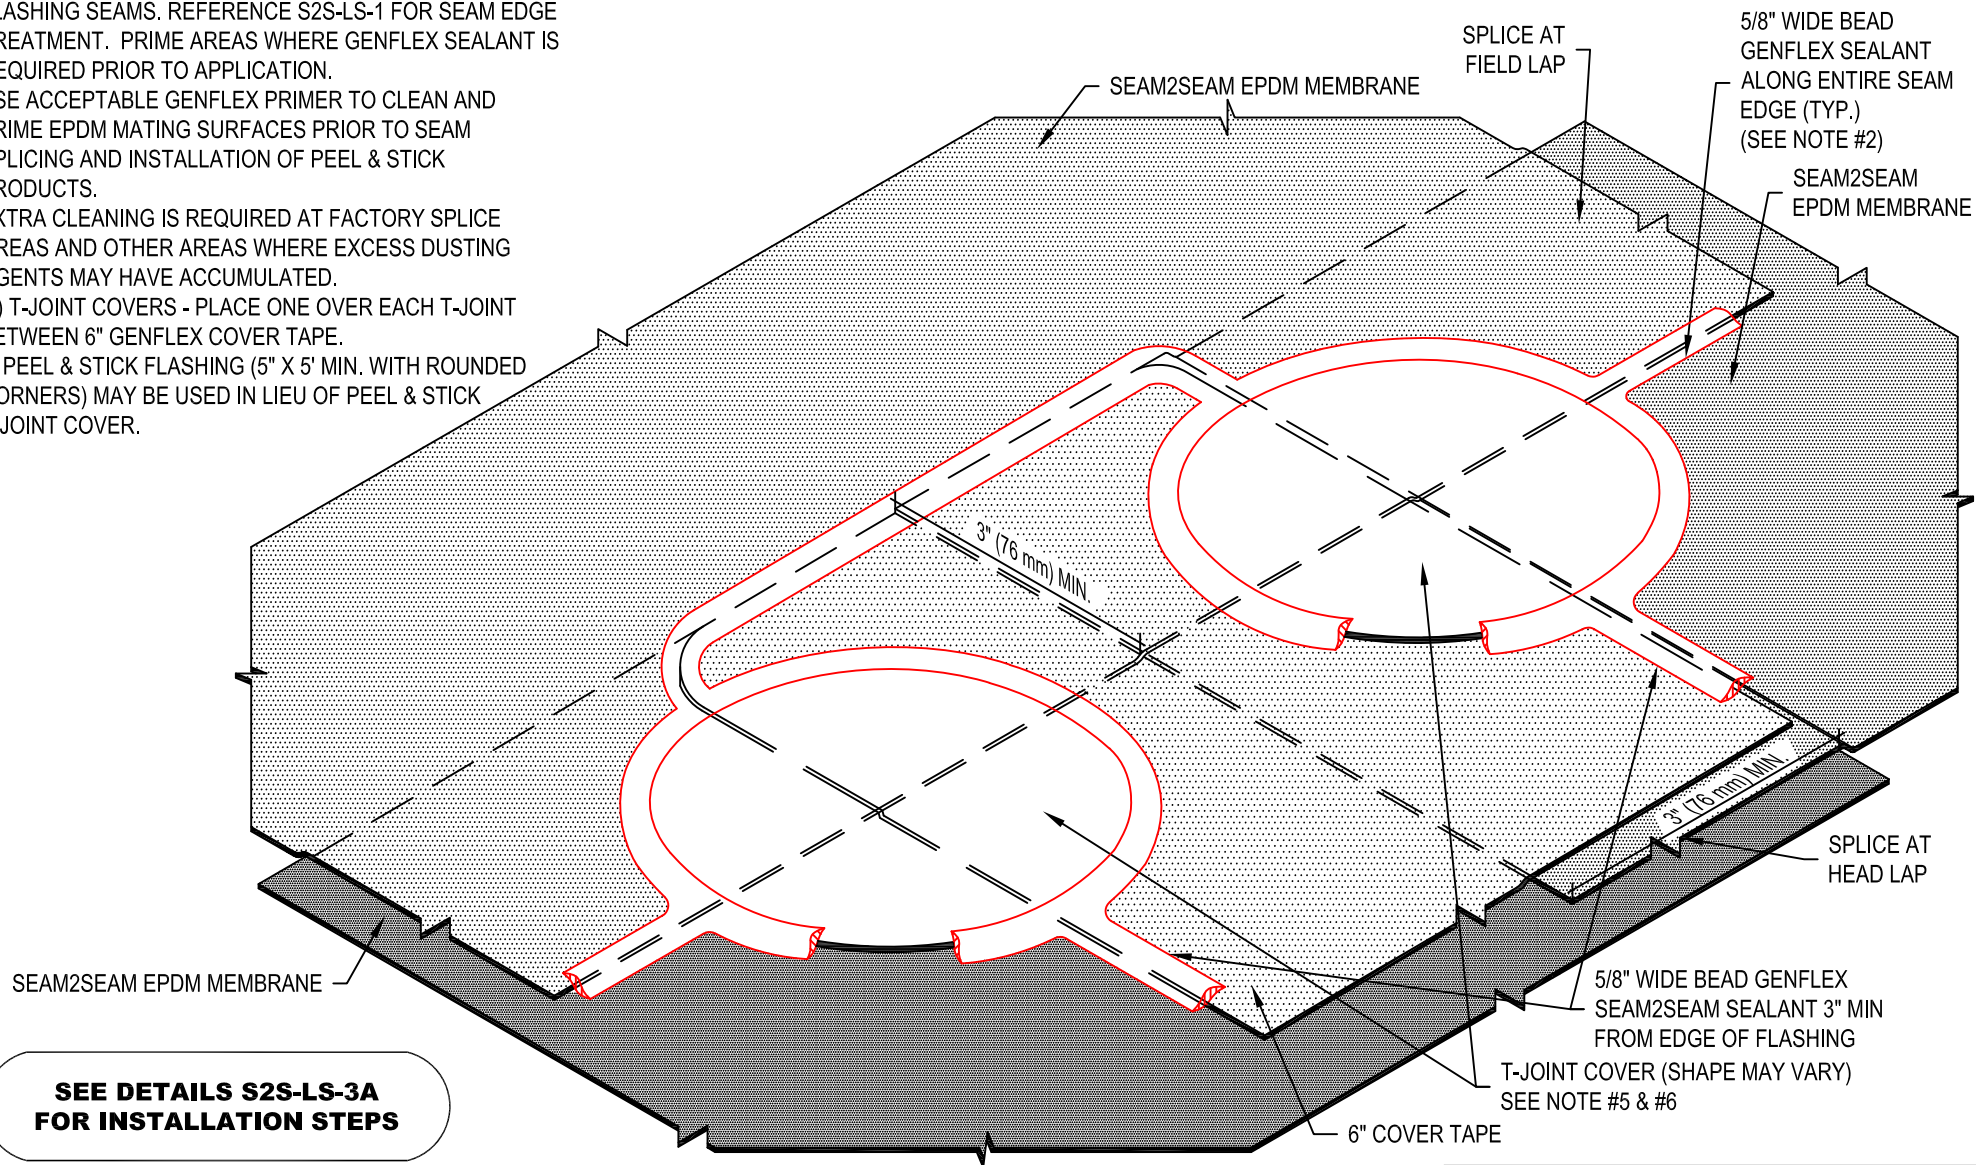 LASHING SEAMS. REFERENCE S2S-LS-1 FOR SEAM EDGE
REATMENT. PRIME AREAS WHERE GENFLEX SEALANT IS
EQUIRED PRIOR TO APPLICATION.
SE ACCEPTABLE GENFLEX PRIMER TO CLEAN AND
RIME EPDM MATING SURFACES PRIOR TO SEAM
PLICING AND INSTALLATION OF PEEL & STICK
RODUCTS.
XTRA CLEANING IS REQUIRED AT FACTORY SPLICE
REAS AND OTHER AREAS WHERE EXCESS DUSTING
GENTS MAY HAVE ACCUMULATED.
) T-JOINT COVERS - PLACE ONE OVER EACH T-JOINT
ETWEEN 6" GENFLEX COVER TAPE.
PEEL & STICK FLASHING (5" X 5' MIN. WITH ROUNDED
ORNERS) MAY BE USED IN LIEU OF PEEL & STICK
JOINT COVER.
SEAM2SEAM EPDM MEMBRANE
SPLICE AT
FIELD LAP
5/8" WIDE BEAD
GENFLEX SEALANT
ALONG ENTIRE SEAM
EDGE (TYP.)
(SEE NOTE #2)
SEAM2SEAM
EPDM MEMBRANE
3" (76 mm) MIN.
3" (76 mm) MIN.
SPLICE AT
HEAD LAP
SEAM2SEAM EPDM MEMBRANE
5/8" WIDE BEAD GENFLEX
SEAM2SEAM SEALANT 3" MIN
FROM EDGE OF FLASHING
T-JOINT COVER (SHAPE MAY VARY)
SEE NOTE #5 & #6
6" COVER TAPE
SEE DETAILS S2S-LS-3A
FOR INSTALLATION STEPS